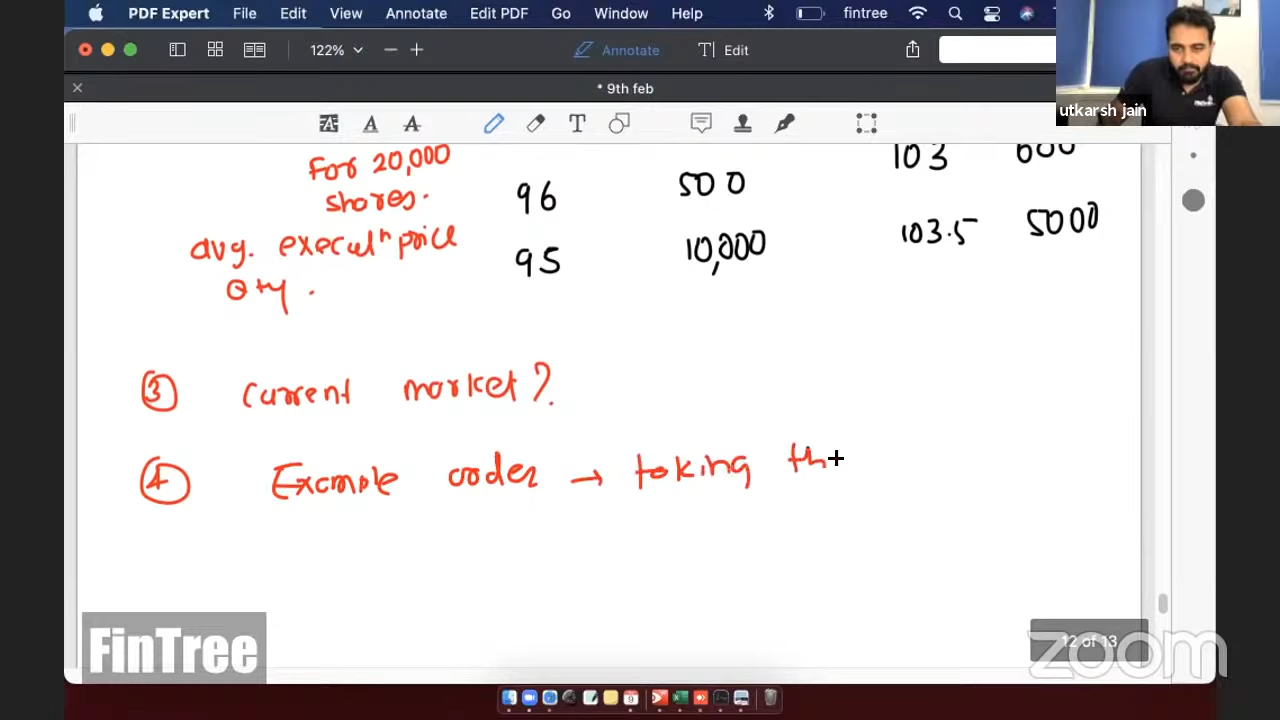 PDF Expert File Edit View Annotate Edit PDF Go Window Help fintree
122% Annotate T Edit
* 9th feb
utkarsh jain
For 20,000
shares.
avg. execuⁿ price
Qty.
96 500 103 600
95 10,000 103.5 5000
3 Current market?
4 Example order → taking th
FinTree
12 of 13
zoom